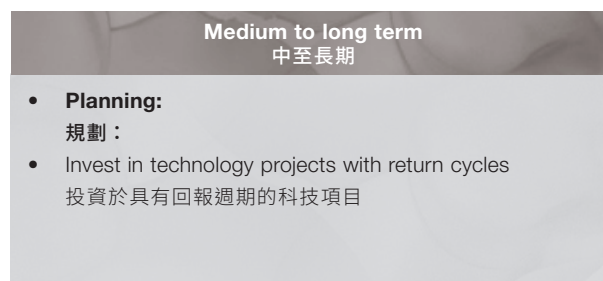 Medium to long term
中至長期
• Planning:
規劃：
• Invest in technology projects with return cycles
投資於具有回報週期的科技項目